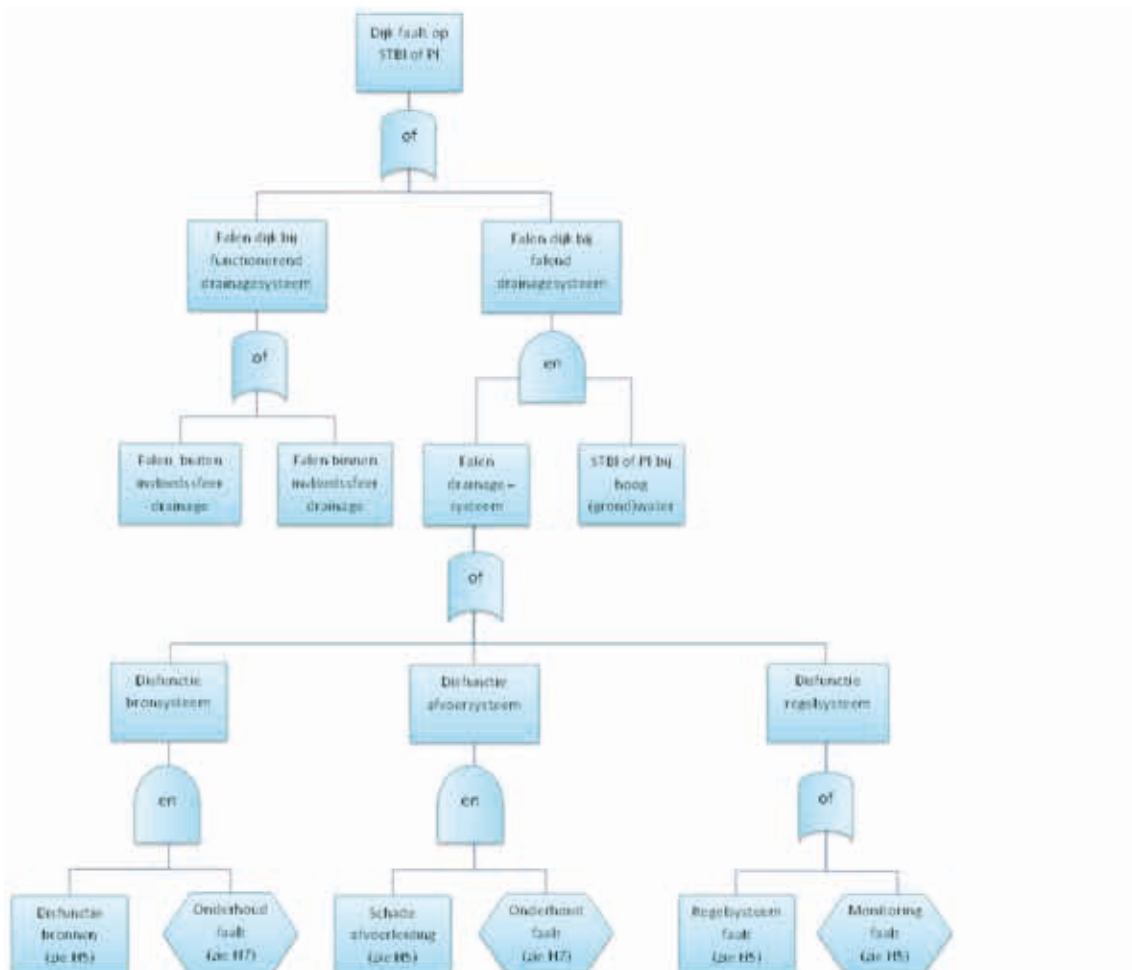 Dijk faalt op
STBI of PI
of
Falen dijk bij
functionerend
drainagesysteem
Falen dijk bij
falend
drainagesysteem
of
en
Falen buiten
invloedssfeer
drainage
Falen binnen
invloedssfeer
drainage
Falen
drainage-
systeem
STBI of PI bij
hoog
(grond)water
of
Disfunctie
bronsysteem
Disfunctie
afvoersysteem
Disfunctie
regelsysteem
en
en
of
Disfunctie
bronnen
(zie H5)
Onderhoud
faalt
(zie H7)
Schade
afvoerleiding
(zie H5)
Onderhoud
faalt
(zie H7)
Regelsysteem
faalt
(zie H5)
Monitoring
faalt
(zie H5)